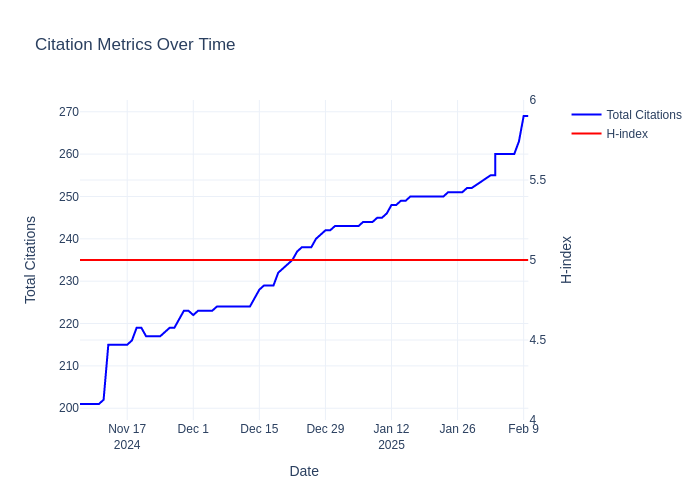 Citation Metrics Over Time
Total Citations
H-index
270
260
250
240
230
220
210
200
6
5.5
5
4.5
4
Total Citations
H-index
Nov 17
2024
Dec 1
Dec 15
Dec 29
Jan 12
2025
Jan 26
Feb 9
Date